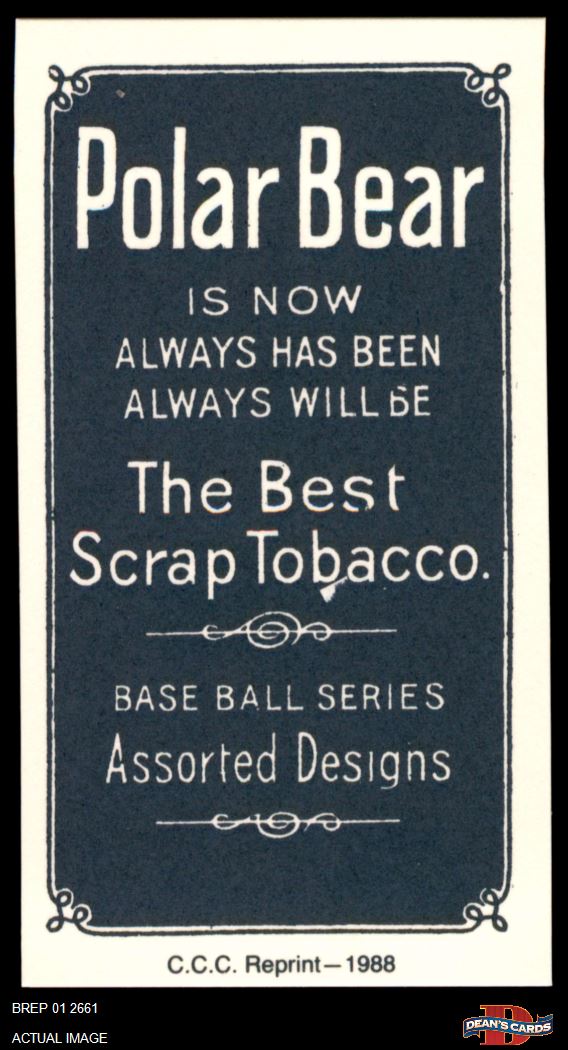 Polar Bear
IS NOW
ALWAYS HAS BEEN
ALWAYS WILL BE
The Best
Scrap Tobacco.
BASE BALL SERIES
Assorted Designs
C.C.C. Reprint—1988
BREP 01 2661
ACTUAL IMAGE
D
DEAN'S CARDS